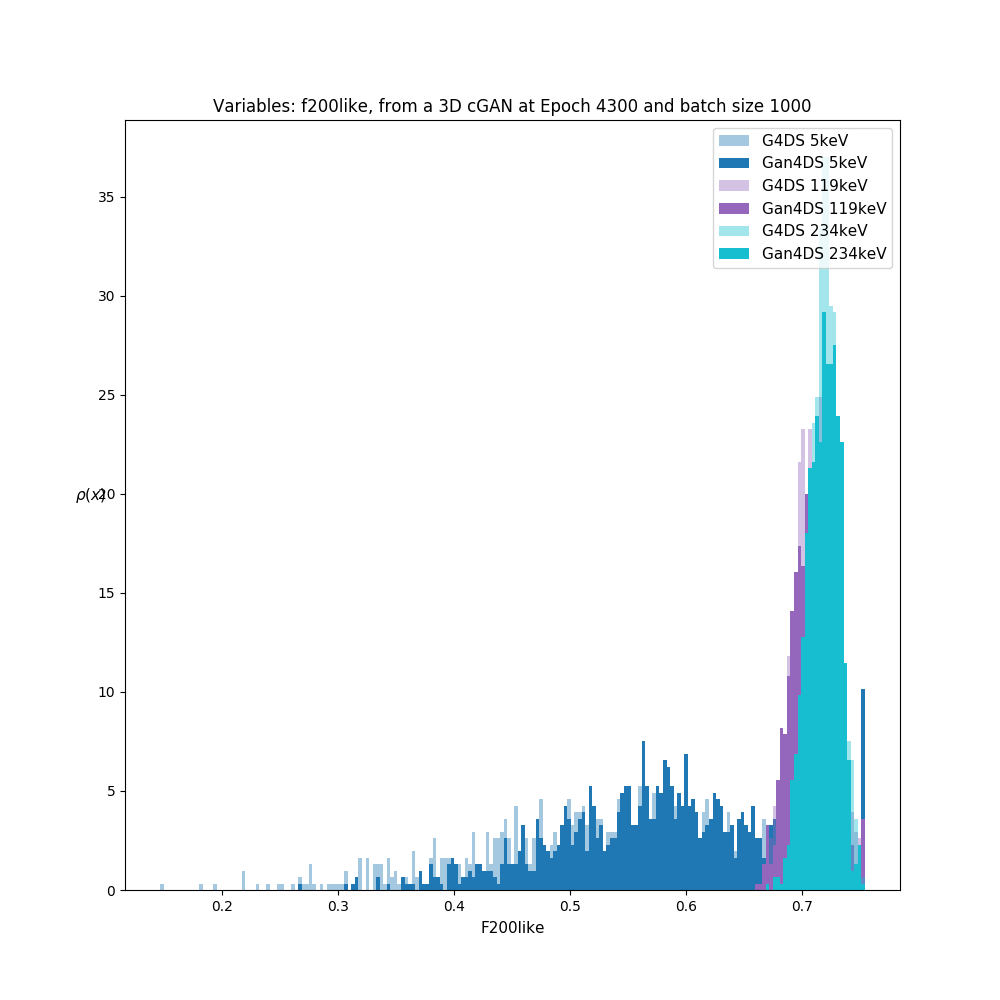 Variables: f200like, from a 3D cGAN at Epoch 4300 and batch size 1000
G4DS 5keV
Gan4DS 5keV
G4DS 119keV
Gan4DS 119keV
G4DS 234keV
Gan4DS 234keV
35
30
25
20
ρ(x)
15
10
5
0
0.2 0.3 0.4 0.5 0.6 0.7
F200like